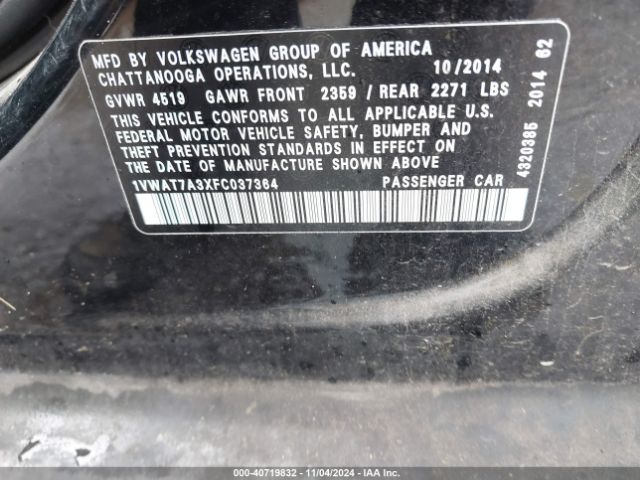 MFD BY VOLKSWAGEN GROUP OF AMERICA
CHATTANOOGA OPERATIONS, LLC. 10/2014
GVWR 4519 GAWR FRONT 2359 / REAR 2271 LBS
THIS VEHICLE CONFORMS TO ALL APPLICABLE U.S.
FEDERAL MOTOR VEHICLE SAFETY, BUMPER AND
THEFT PREVENTION STANDARDS IN EFFECT ON
THE DATE OF MANUFACTURE SHOWN ABOVE
1VWAT7A3XFC037364 PASSENGER CAR
4320385 2014 62
000-40719832 - 11/04/2024 - IAA Inc.